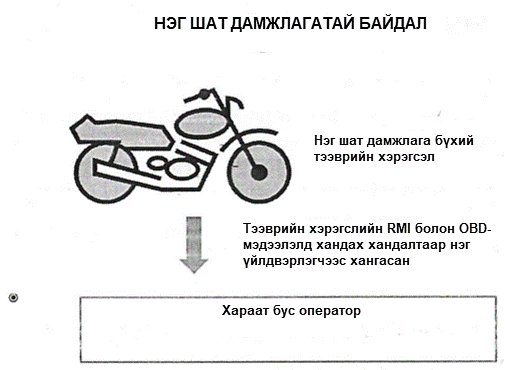 НЭГ ШАТ ДАМЖЛАГАТАЙ БАЙДАЛ
Нэг шат дамжлага бүхий
тээврийн хэрэгсэл
Тээврийн хэрэгслийн RMI болон OBD-
мэдээлэлд хандах хандалтаар нэг
үйлдвэрлэгчээс хангасан
Хараат бус оператор